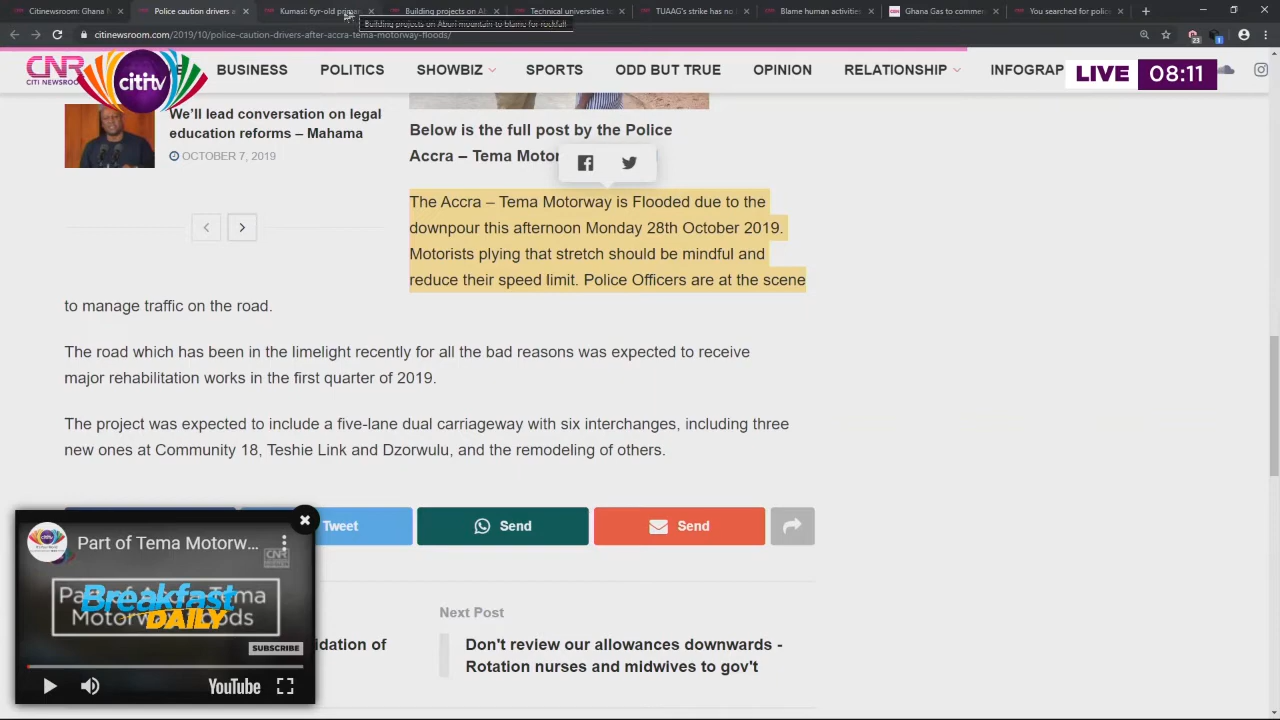 Citinewsroom: Ghana N
Police caution drivers a
Kumasi: 6yr-old prima
Building projects on Ab
Technical universities t
TUAAG's strike has no
Blame human activities
Ghana Gas to comme
You searched for polic
Building projects on Aburi mountain to blame for rockfall
citinewsroom.com/2019/10/police-caution-drivers-after-accra-tema-motorway-floods/
CNR
CITI NEWSRO
citi tv
BUSINESS
POLITICS
SHOWBIZ
SPORTS
ODD BUT TRUE
OPINION
RELATIONSHIP
INFOGRAP
LIVE 08:11
We'll lead conversation on legal
education reforms – Mahama
OCTOBER 7, 2019
Below is the full post by the Police
Accra – Tema Motor
The Accra – Tema Motorway is Flooded due to the
downpour this afternoon Monday 28th October 2019.
Motorists plying that stretch should be mindful and
reduce their speed limit. Police Officers are at the scene
to manage traffic on the road.
The road which has been in the limelight recently for all the bad reasons was expected to receive
major rehabilitation works in the first quarter of 2019.
The project was expected to include a five-lane dual carriageway with six interchanges, including three
new ones at Community 18, Teshie Link and Dzorwulu, and the remodeling of others.
Tweet
Send
Send
Part of Tema Motorw...
CNR
Part of Accra-Tema
Motorway floods
Breakfast
DAILY
SUBSCRIBE
YouTube
idation of
Next Post
Don't review our allowances downwards -
Rotation nurses and midwives to gov't